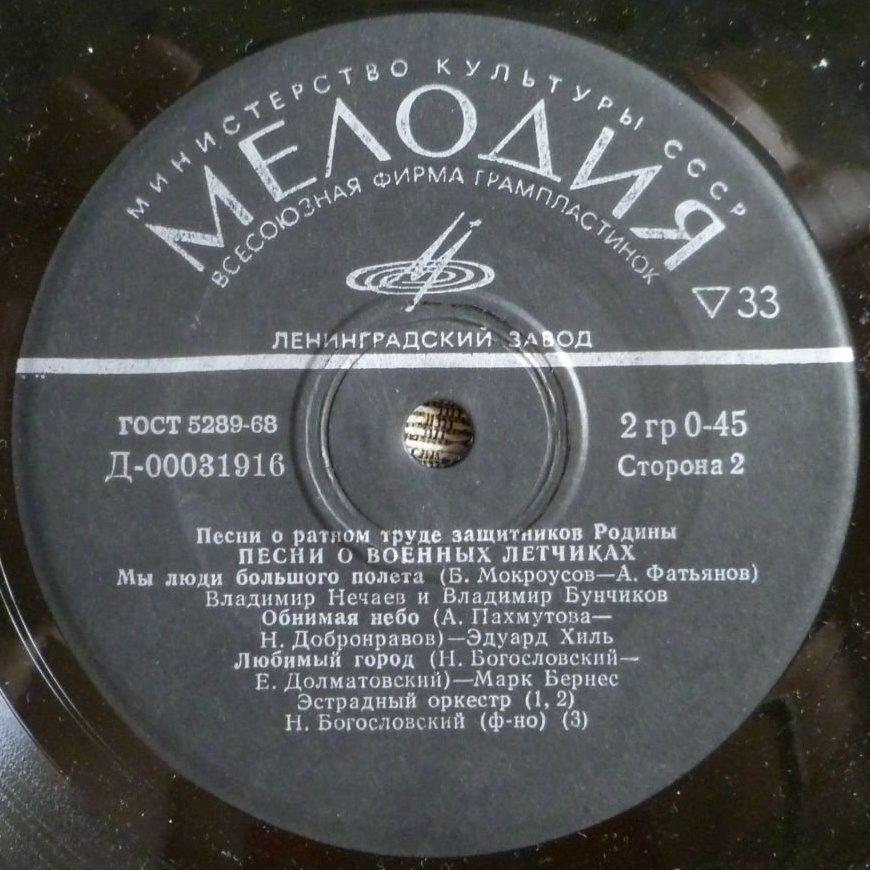 МИНИСТЕРСТВО КУЛЬТУРЫ СССР
МЕЛОДИЯ
ВСЕСОЮЗНАЯ ФИРМА ГРАМПЛАСТИНОК
▽33
ЛЕНИНГРАДСКИЙ ЗАВОД
ГОСТ 5289-68
2 гр 0-45
Д-00031916
Сторона 2
Песни о ратном труде защитников Родины
ПЕСНИ О ВОЕННЫХ ЛЕТЧИКАХ
Мы люди большого полета (Б. Мокроусов—А. Фатьянов)
Владимир Нечаев и Владимир Бунчиков
Обнимая небо (А. Пахмутова—
Н. Добронравов)—Эдуард Хиль
Любимый город (Н. Богословский—
Е. Долматовский)—Марк Бернес
Эстрадный оркестр (1, 2)
Н. Богословский (ф-но) (3)